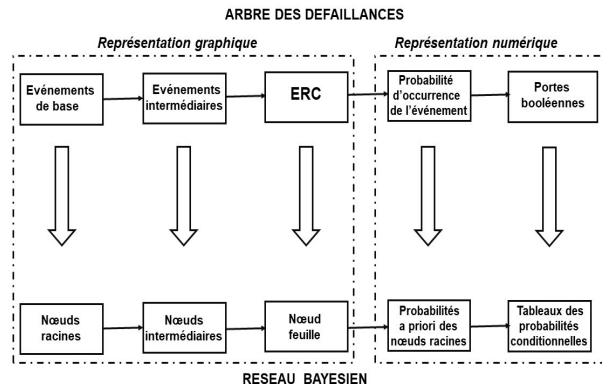 ARBRE DES DEFAILLANCES
Représentation graphique
Représentation numérique
Evénements
de base
Evénements
intermédiaires
ERC
Probabilité
d'occurrence
de l'événement
Portes
booléennes
Nœuds
racines
Nœuds
intermédiaires
Nœud
feuille
Probabilités
a priori des
nœuds racines
Tableaux des
probabilités
conditionnelles
RESEAU BAYESIEN